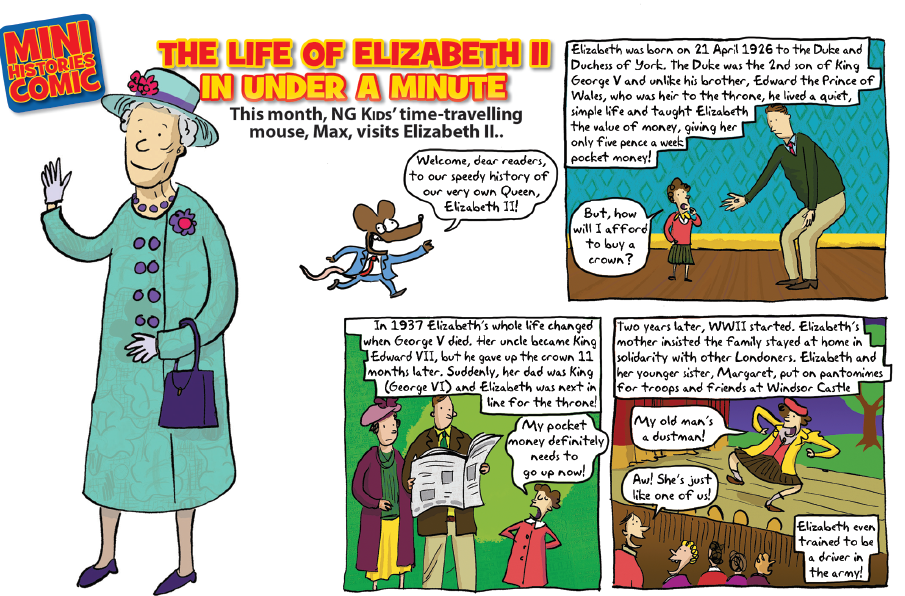 MINI
HISTORIES
COMIC
THE LIFE OF ELIZABETH II
IN UNDER A MINUTE
This month, NG KIDS' time-travelling
mouse, Max, visits Elizabeth II..
Welcome, dear readers,
to our speedy history of
our very own Queen,
Elizabeth II!
Elizabeth was born on 21 April 1926 to the Duke and
Duchess of York. The Duke was the 2nd son of King
George V and unlike his brother, Edward the Prince of
Wales, who was heir to the throne, he lived a quiet,
simple life and taught Elizabeth
the value of money, giving her
only five pence a week
pocket money!
But, how
will I afford
to buy a
crown?
In 1937 Elizabeth's whole life changed
when George V died. Her uncle became King
Edward VII, but he gave up the crown 11
months later. Suddenly, her dad was King
(George VI) and Elizabeth was next in
line for the throne!
My pocket
money definitely
needs to
go up now!
Two years later, WWII started. Elizabeth's
mother insisted the family stayed at home in
solidarity with other Londoners. Elizabeth and
her younger sister, Margaret, put on pantomimes
for troops and friends at Windsor Castle
My old man's
a dustman!
Aw! She's just
like one of us!
Elizabeth even
trained to be
a driver in
the army!